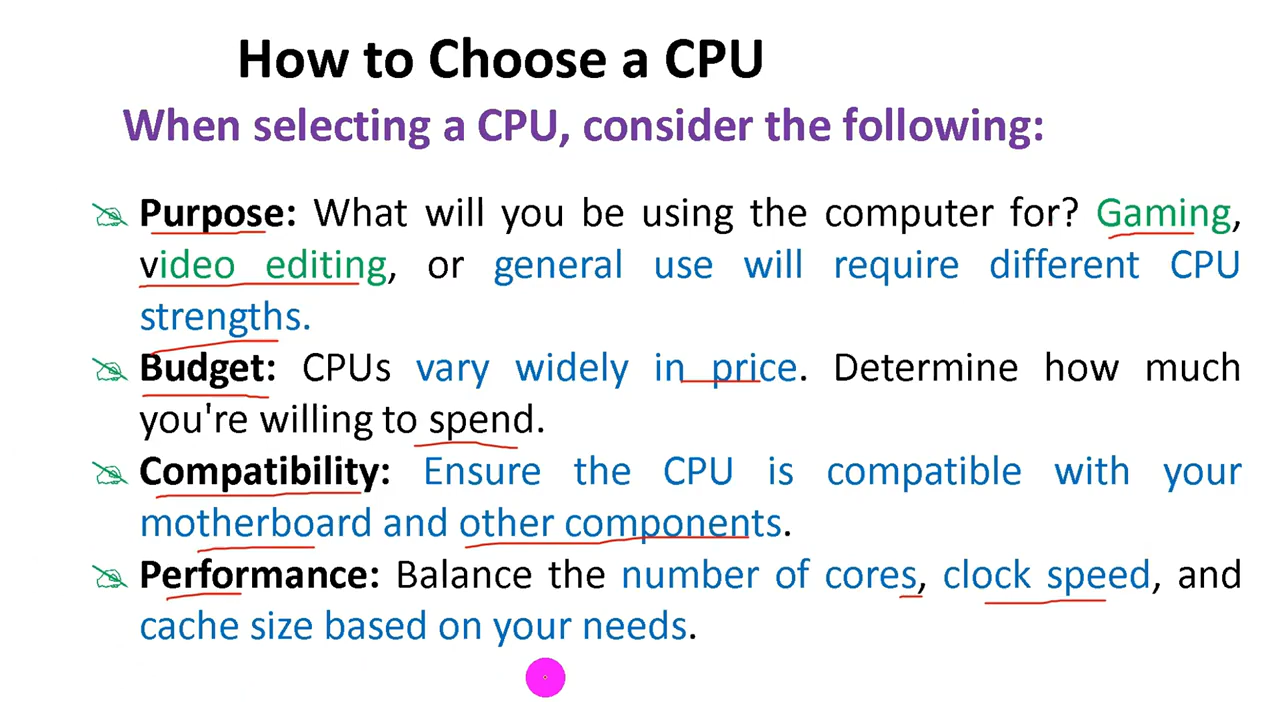 How to Choose a CPU
When selecting a CPU, consider the following:
Purpose: What will you be using the computer for? Gaming,
video editing, or general use will require different CPU
strengths.
Budget: CPUs vary widely in price. Determine how much
you're willing to spend.
Compatibility: Ensure the CPU is compatible with your
motherboard and other components.
Performance: Balance the number of cores, clock speed, and
cache size based on your needs.